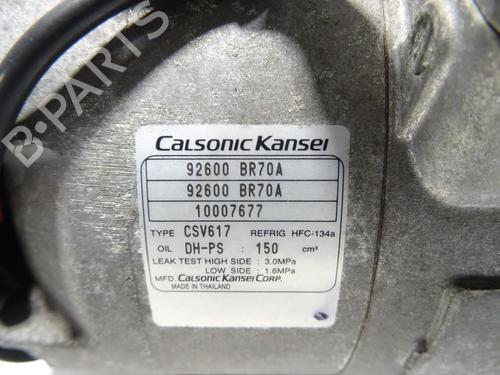 B-PARTS
CalsonicKansei
92600 BR70A
92600 BR70A
10007677
TYPE CSV617 REFRIG HFC-134a
OIL DH-PS : 150 cm³
LEAK TEST HIGH SIDE : 3.0MPa
LOW SIDE : 1.6MPa
MFD CalsonicKansei CORP.
MADE IN THAILAND